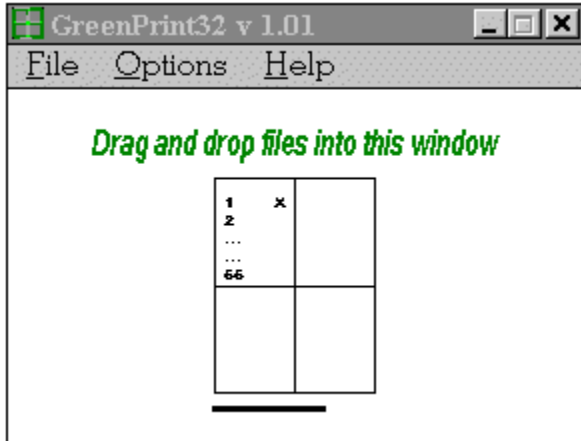 GreenPrint32 v 1.01
File Options Help
Drag and drop files into this window
1 X
2
...
...
66